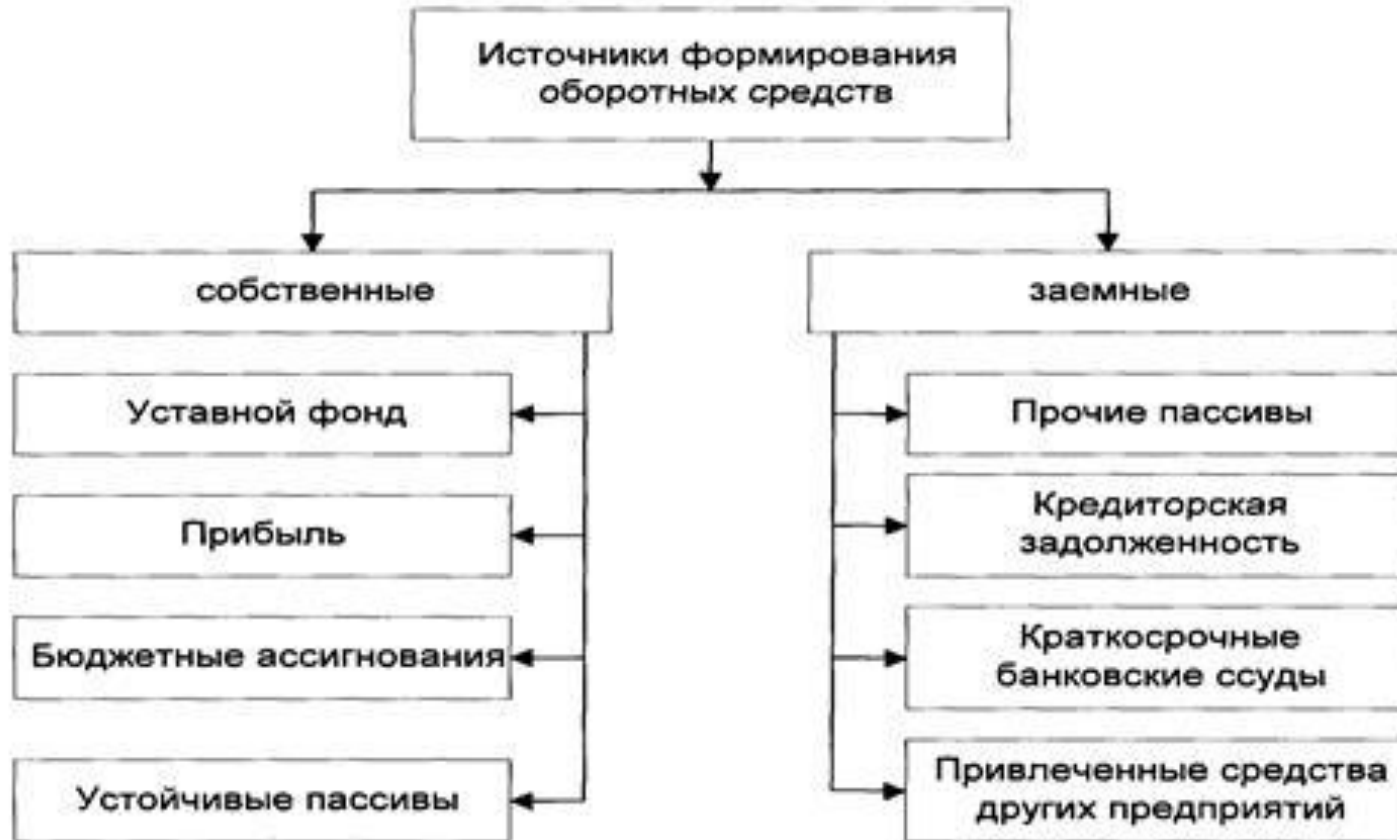 Источники формирования
оборотных средств
собственные
заемные
Уставной фонд
Прибыль
Бюджетные ассигнования
Устойчивые пассивы
Прочие пассивы
Кредиторская
задолженность
Краткосрочные
банковские ссуды
Привлеченные средства
других предприятий